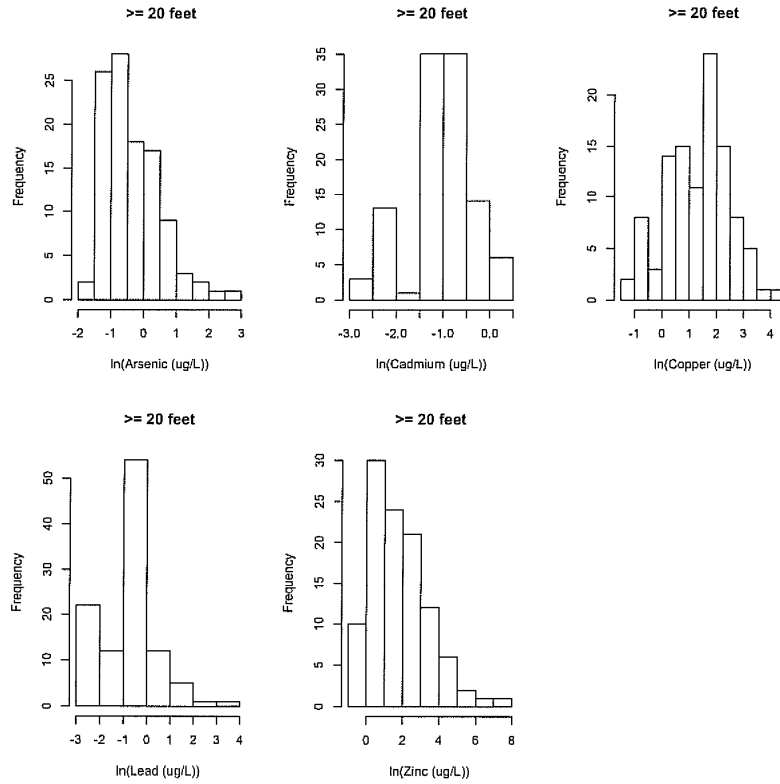 >= 20 feet
Frequency
0 5 10 15 20 25
-2 -1 0 1 2 3
ln(Arsenic (ug/L))
>= 20 feet
Frequency
0 5 10 15 20 25 30 35
-3.0 -2.0 -1.0 0.0
ln(Cadmium (ug/L))
>= 20 feet
Frequency
0 5 10 15 20
-1 0 1 2 3 4
ln(Copper (ug/L))
>= 20 feet
Frequency
0 10 20 30 40 50
-3 -2 -1 0 1 2 3 4
ln(Lead (ug/L))
>= 20 feet
Frequency
0 5 10 15 20 25 30
0 2 4 6 8
ln(Zinc (ug/L))